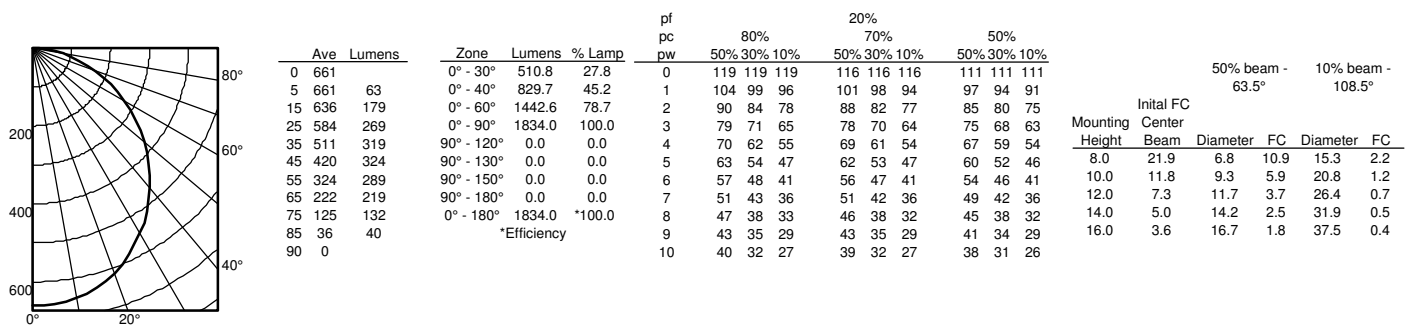 200
400
600
0° 20°
40°
60°
80°
Ave Lumens
0 661
5 661 63
15 636 179
25 584 269
35 511 319
45 420 324
55 324 289
65 222 219
75 125 132
85 36 40
90 0
Zone Lumens % Lamp
0° - 30° 510.8 27.8
0° - 40° 829.7 45.2
0° - 60° 1442.6 78.7
0° - 90° 1834.0 100.0
90° - 120° 0.0 0.0
90° - 130° 0.0 0.0
90° - 150° 0.0 0.0
90° - 180° 0.0 0.0
0° - 180° 1834.0 *100.0
*Efficiency
pf 20%
pc 80% 70% 50%
pw 50% 30% 10% 50% 30% 10% 50% 30% 10%
0 119 119 119 116 116 116 111 111 111
1 104 99 96 101 98 94 97 94 91
2 90 84 78 88 82 77 85 80 75
3 79 71 65 78 70 64 75 68 63
4 70 62 55 69 61 54 67 59 54
5 63 54 47 62 53 47 60 52 46
6 57 48 41 56 47 41 54 46 41
7 51 43 36 51 42 36 49 42 36
8 47 38 33 46 38 32 45 38 32
9 43 35 29 43 35 29 41 34 29
10 40 32 27 39 32 27 38 31 26
50% beam - 10% beam -
63.5° 108.5°
Inital FC
Mounting Center
Height Beam Diameter FC Diameter FC
8.0 21.9 6.8 10.9 15.3 2.2
10.0 11.8 9.3 5.9 20.8 1.2
12.0 7.3 11.7 3.7 26.4 0.7
14.0 5.0 14.2 2.5 31.9 0.5
16.0 3.6 16.7 1.8 37.5 0.4